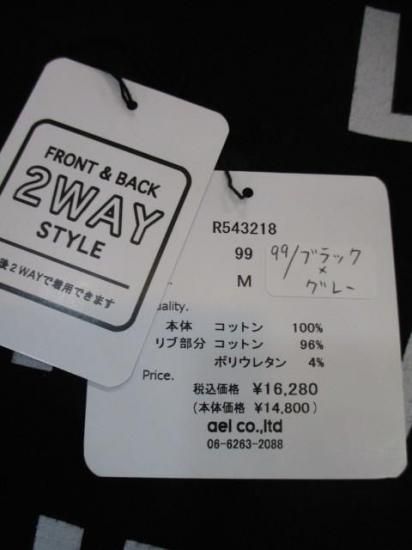 FRONT & BACK
2WAY
STYLE
後2WAYで着用できます
R543218
99
M
99/ブラック
×
グレー
uality.
本体 コットン 100%
リブ部分 コットン 96%
ポリウレタン 4%
Price.
税込価格 ¥16,280
(本体価格 ¥14,800)
ael co.,ltd
06-6263-2088